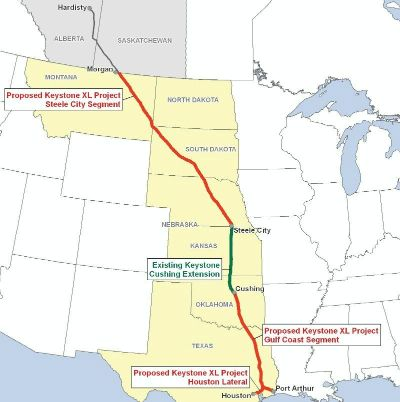 Hardisty
ALBERTA
SASKATCHEWAN
Morgan
MONTANA
Proposed Keystone XL Project
Steele City Segment
NORTH DAKOTA
SOUTH DAKOTA
NEBRASKA
Steele City
KANSAS
Existing Keystone
Cushing Extension
Cushing
OKLAHOMA
Proposed Keystone XL Project
Gulf Coast Segment
TEXAS
Proposed Keystone XL Project
Houston Lateral
Port Arthur
Houston